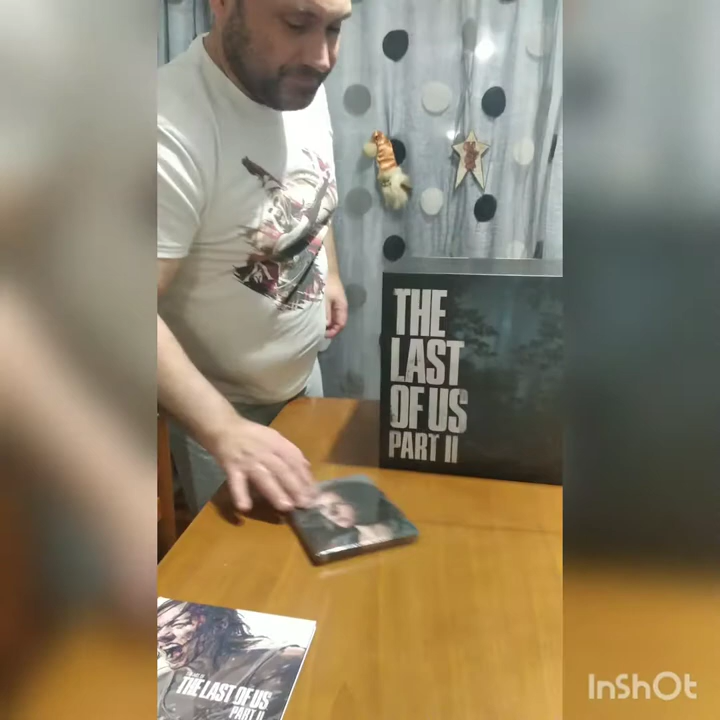 THE
LAST
OF US
PART II
THE LAST OF US
PART II
InShOt